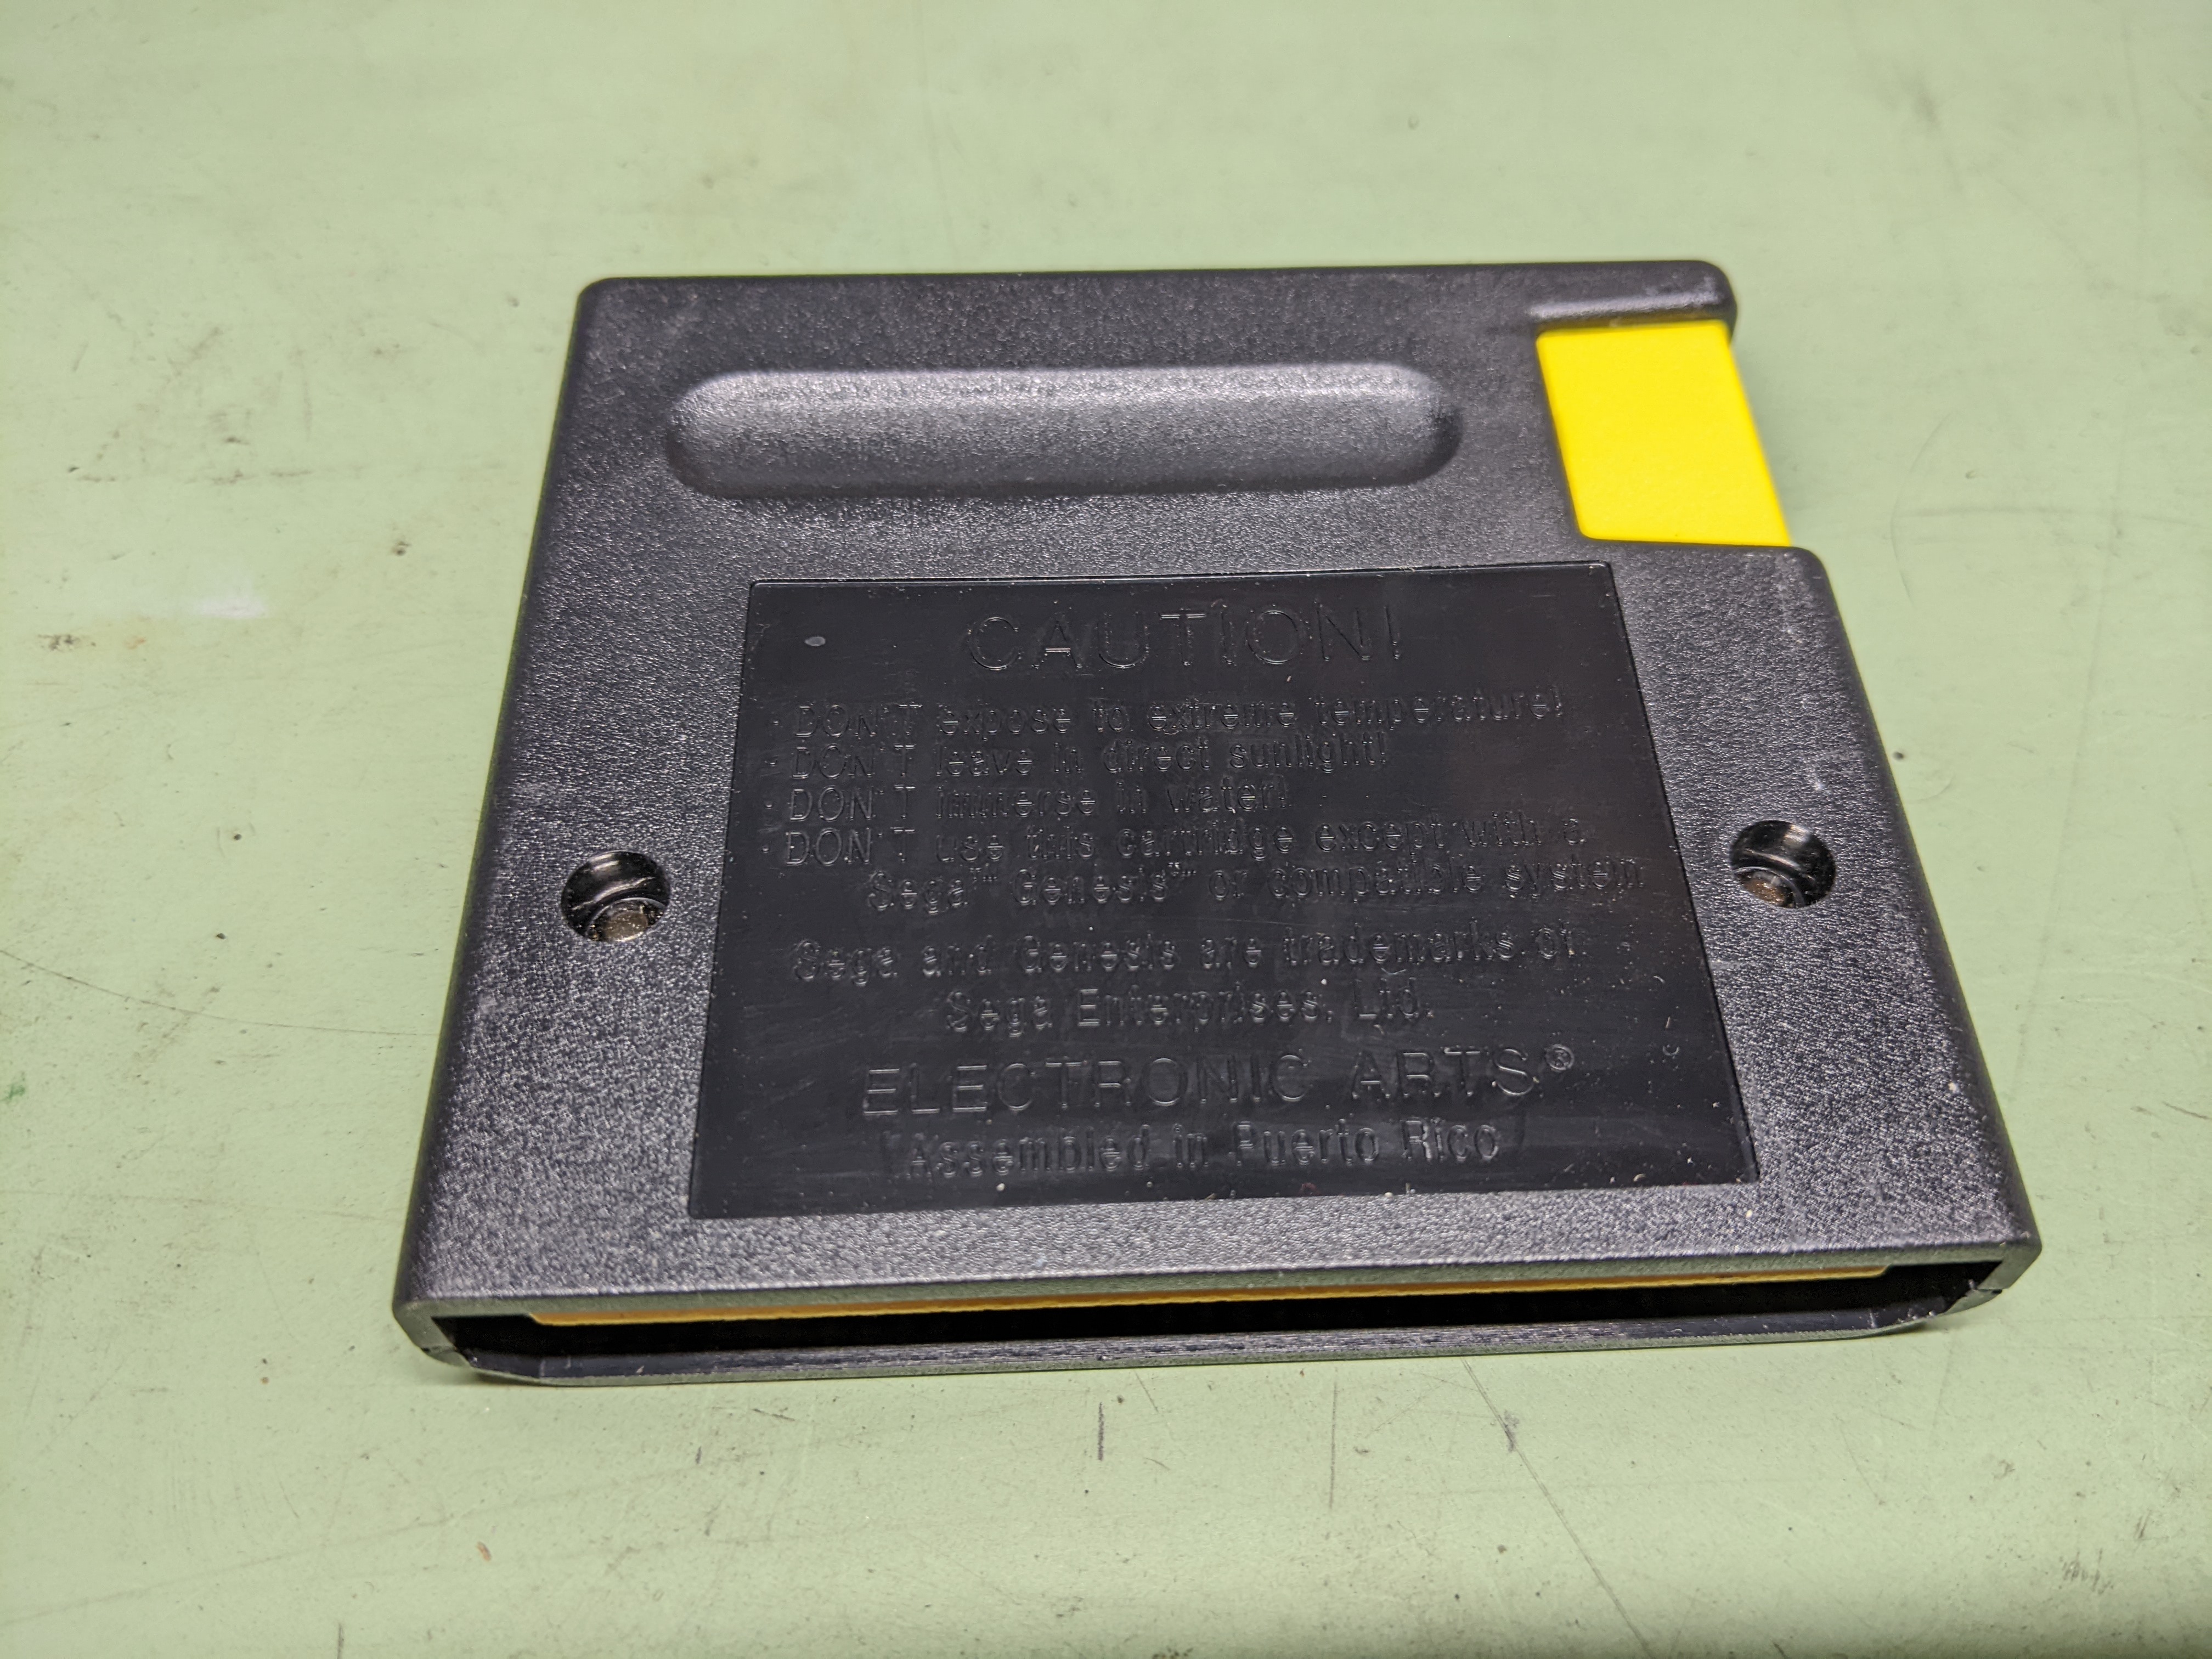 CAUTION!
· DON'T expose to extreme temperature!
· DON'T leave in direct sunlight!
· DON'T immerse in water!
· DON'T use this cartridge except with a
Sega™ Genesis™ or compatible system
Sega and Genesis are trademarks of
Sega Enterprises, Ltd.
ELECTRONIC ARTS®
Assembled in Puerto Rico